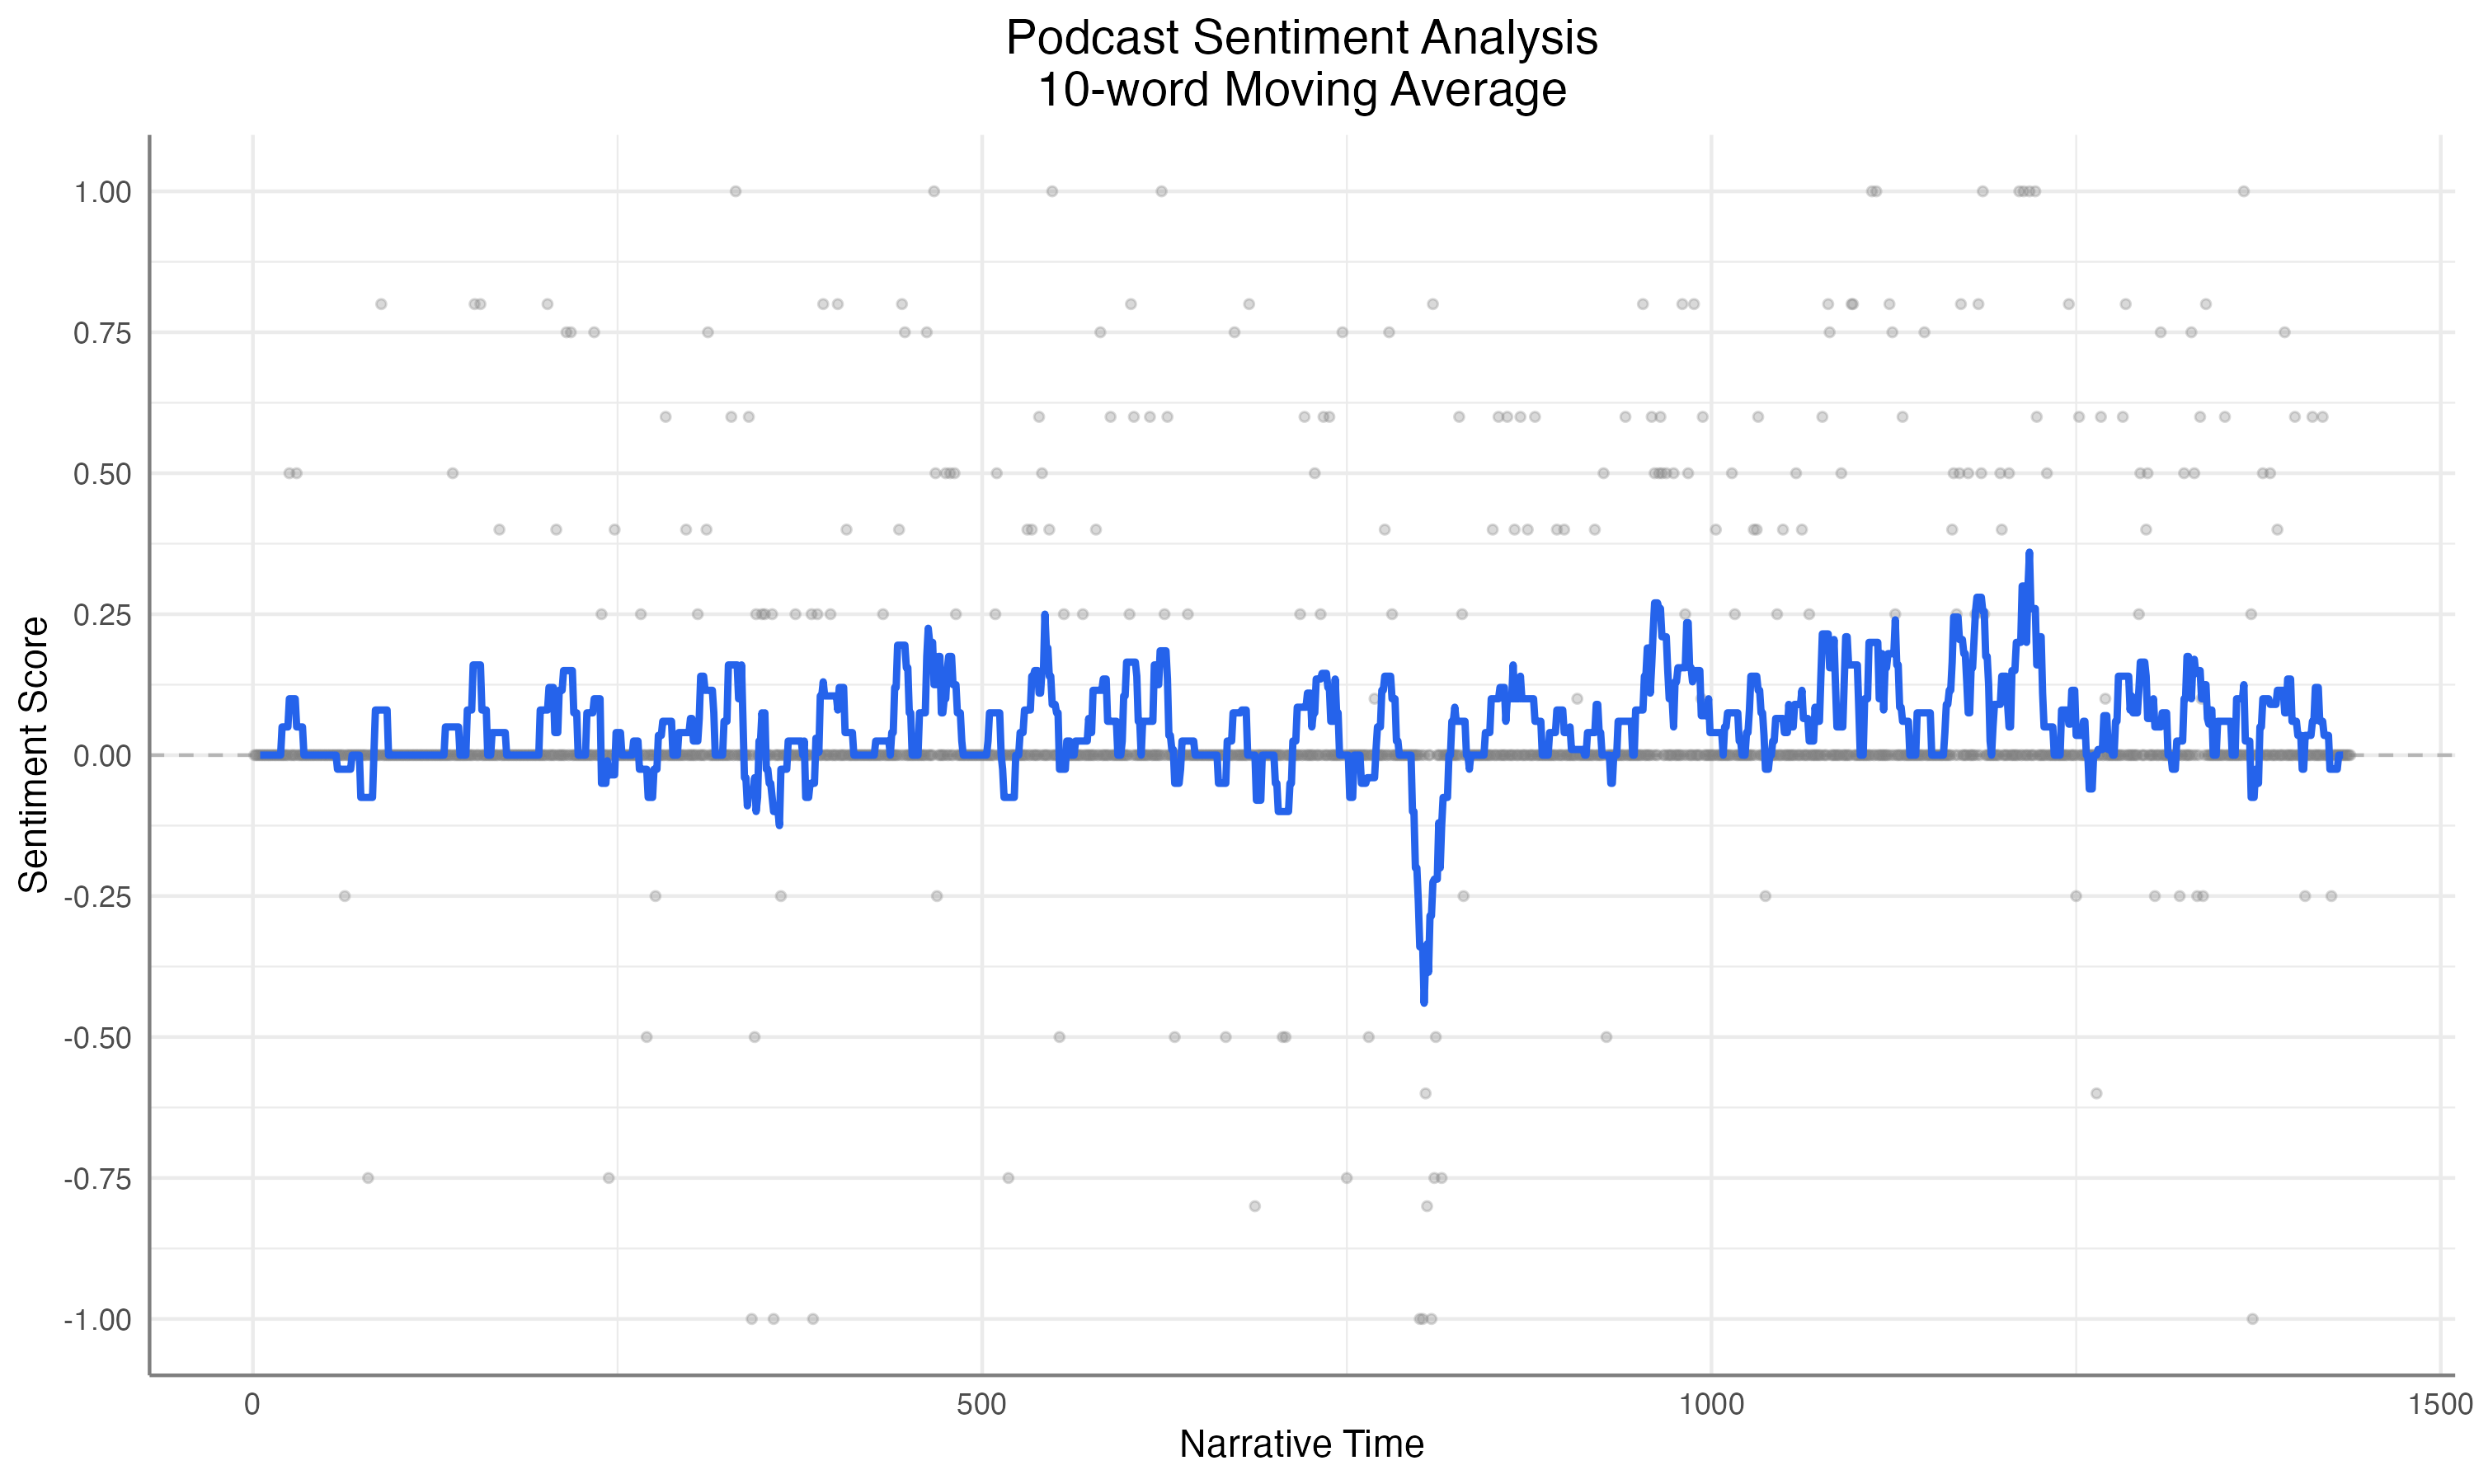 Podcast Sentiment Analysis
10-word Moving Average
Sentiment Score
1.00
0.75
0.50
0.25
0.00
-0.25
-0.50
-0.75
-1.00
0 500 1000 1500
Narrative Time